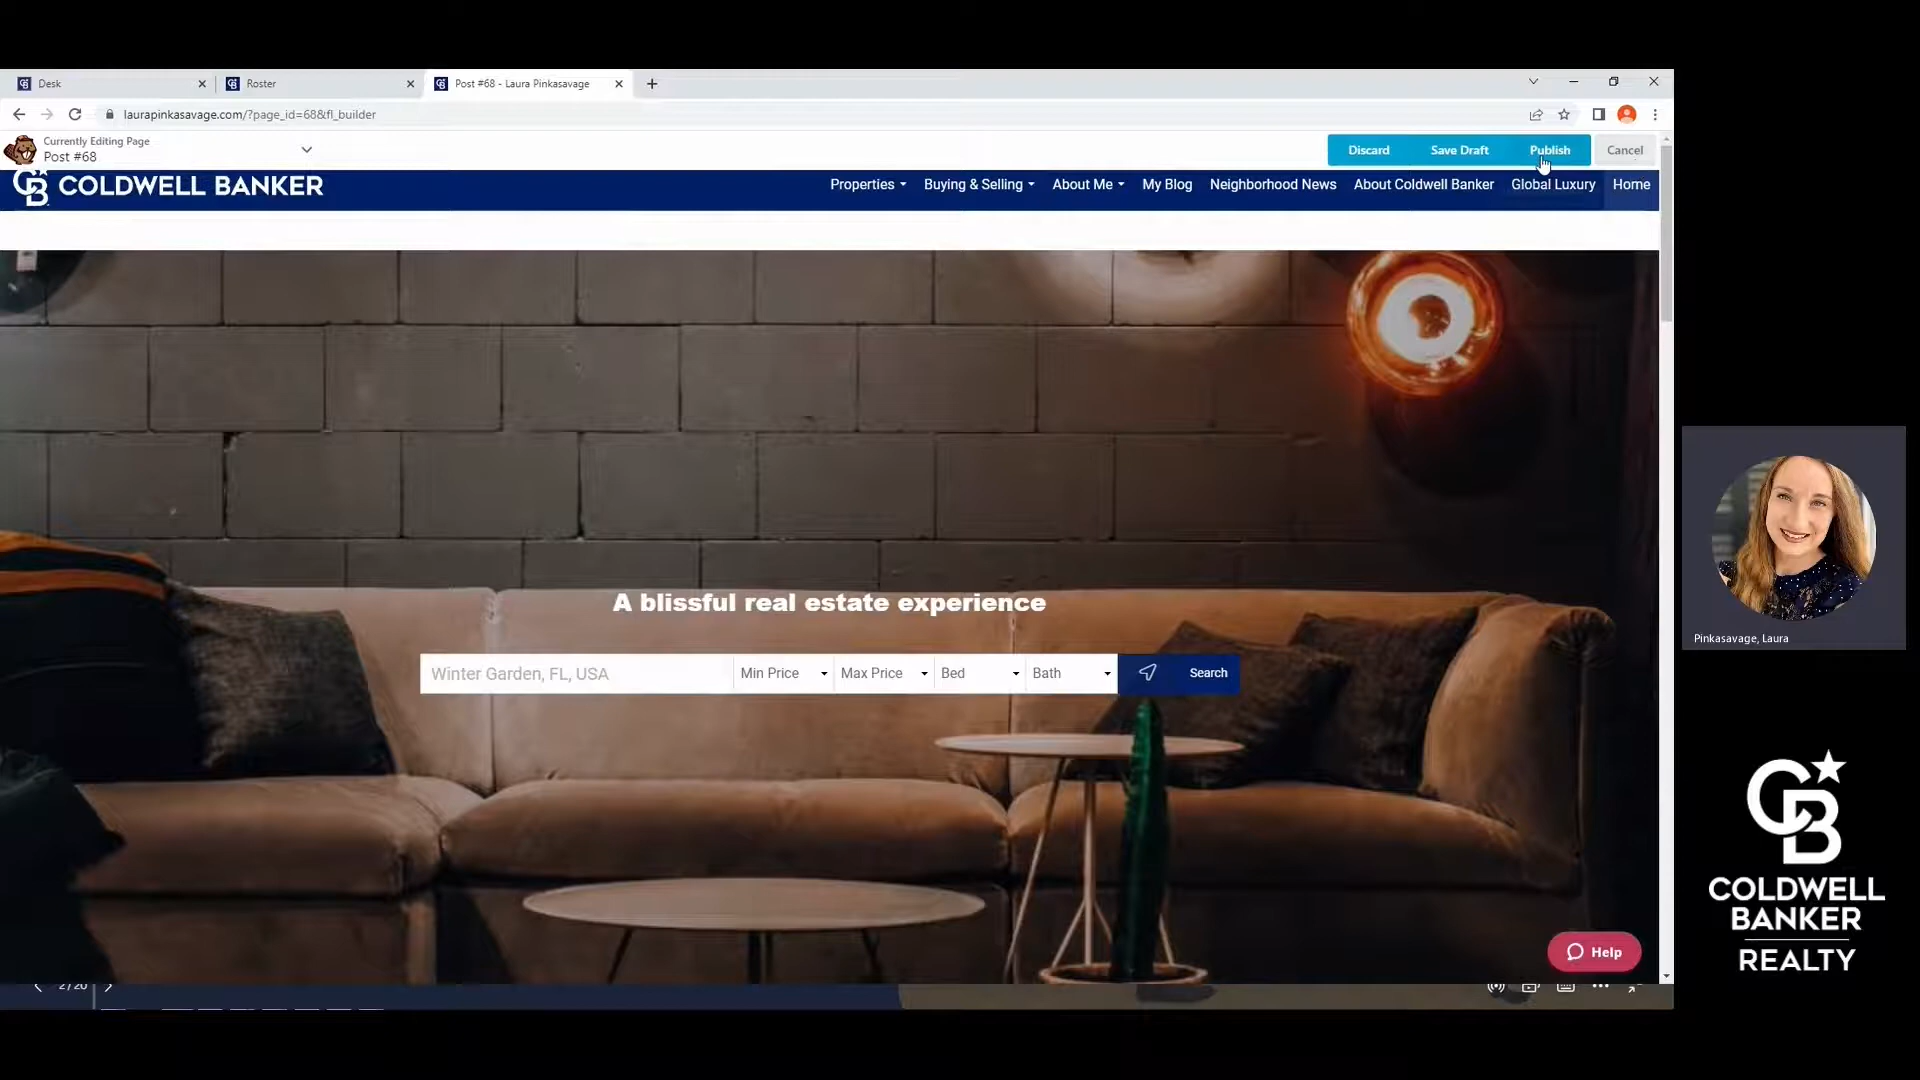 Desk
Roster
Post #68 - Laura Pinkasavage
laurapinkasavage.com/?page_id=68&fl_builder
Currently Editing Page
Post #68
Discard
Save Draft
Publish
Cancel
COLDWELL BANKER
Properties
Buying & Selling
About Me
My Blog
Neighborhood News
About Coldwell Banker
Global Luxury
Home
A blissful real estate experience
Winter Garden, FL, USA
Min Price
Max Price
Bed
Bath
Search
Help
2/20
Pinkasavage, Laura
CB
COLDWELL
BANKER
REALTY